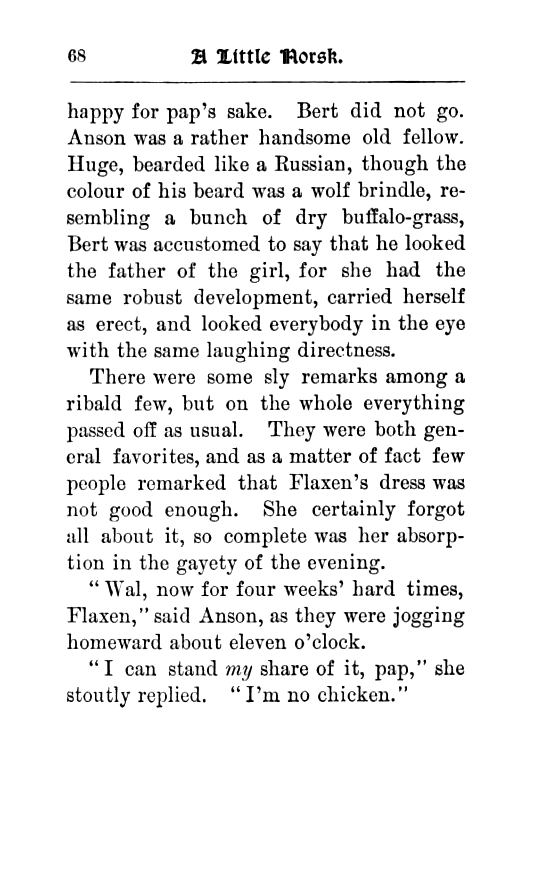 68 A Little Norsk.
happy for pap's sake. Bert did not go.
Anson was a rather handsome old fellow.
Huge, bearded like a Russian, though the
colour of his beard was a wolf brindle, re-
sembling a bunch of dry buffalo-grass,
Bert was accustomed to say that he looked
the father of the girl, for she had the
same robust development, carried herself
as erect, and looked everybody in the eye
with the same laughing directness.
There were some sly remarks among a
ribald few, but on the whole everything
passed off as usual. They were both gen-
eral favorites, and as a matter of fact few
people remarked that Flaxen's dress was
not good enough. She certainly forgot
all about it, so complete was her absorp-
tion in the gayety of the evening.
"Wal, now for four weeks' hard times,
Flaxen," said Anson, as they were jogging
homeward about eleven o'clock.
"I can stand my share of it, pap," she
stoutly replied. "I'm no chicken."